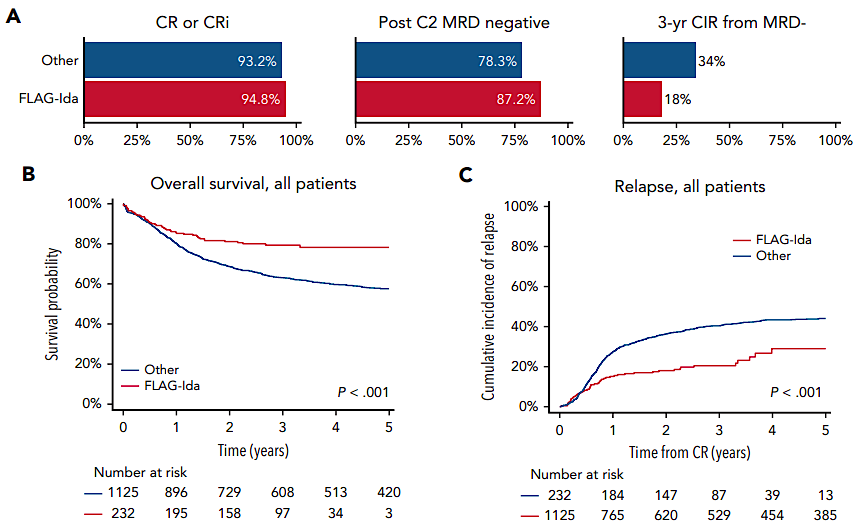 A
CR or CRi
Post C2 MRD negative
3-yr CIR from MRD-
Other
93.2%
78.3%
34%
FLAG-Ida
94.8%
87.2%
18%
0% 25% 50% 75% 100%
0% 25% 50% 75% 100%
0% 25% 50% 75% 100%
B
Overall survival, all patients
Survival probability
100%
80%
60%
40%
20%
0%
Other
FLAG-Ida
P < .001
0 1 2 3 4 5
Time (years)
Number at risk
1125 896 729 608 513 420
232 195 158 97 34 3
C
Relapse, all patients
Cumulative incidence of relapse
100%
80%
60%
40%
20%
0%
FLAG-Ida
Other
P < .001
0 1 2 3 4 5
Time from CR (years)
Number at risk
232 184 147 87 39 13
1125 765 620 529 454 385